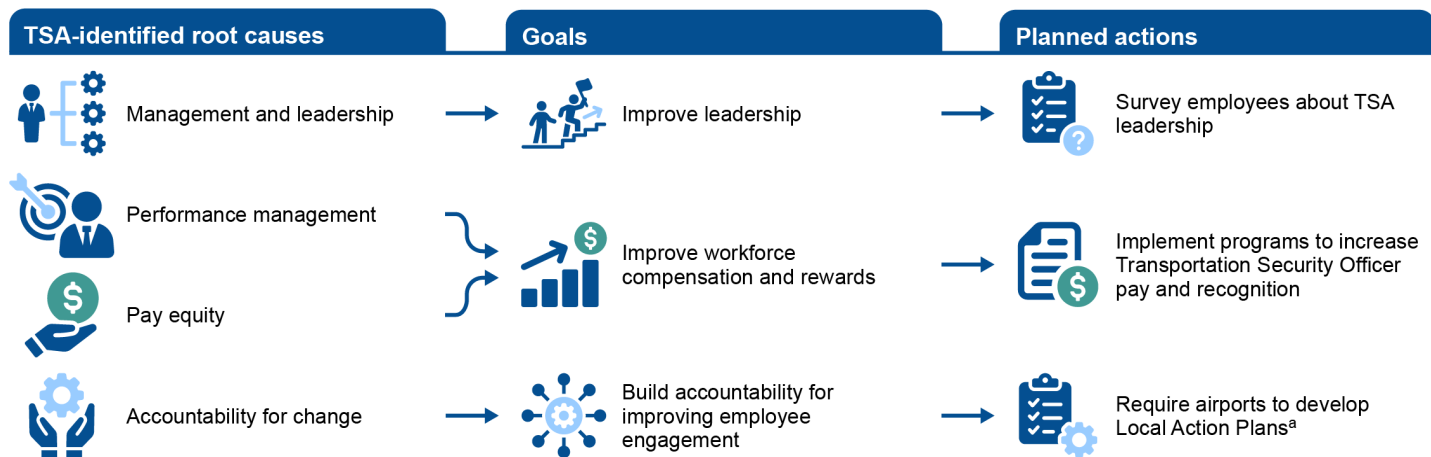 TSA-identified root causes
Goals
Planned actions
Management and leadership
Improve leadership
Survey employees about TSA
leadership
?
Performance management
Pay equity
$
$
Improve workforce
compensation and rewards
Implement programs to increase
Transportation Security Officer
pay and recognition
$
Accountability for change
Build accountability for
improving employee
engagement
Require airports to develop
Local Action Plansᵃ